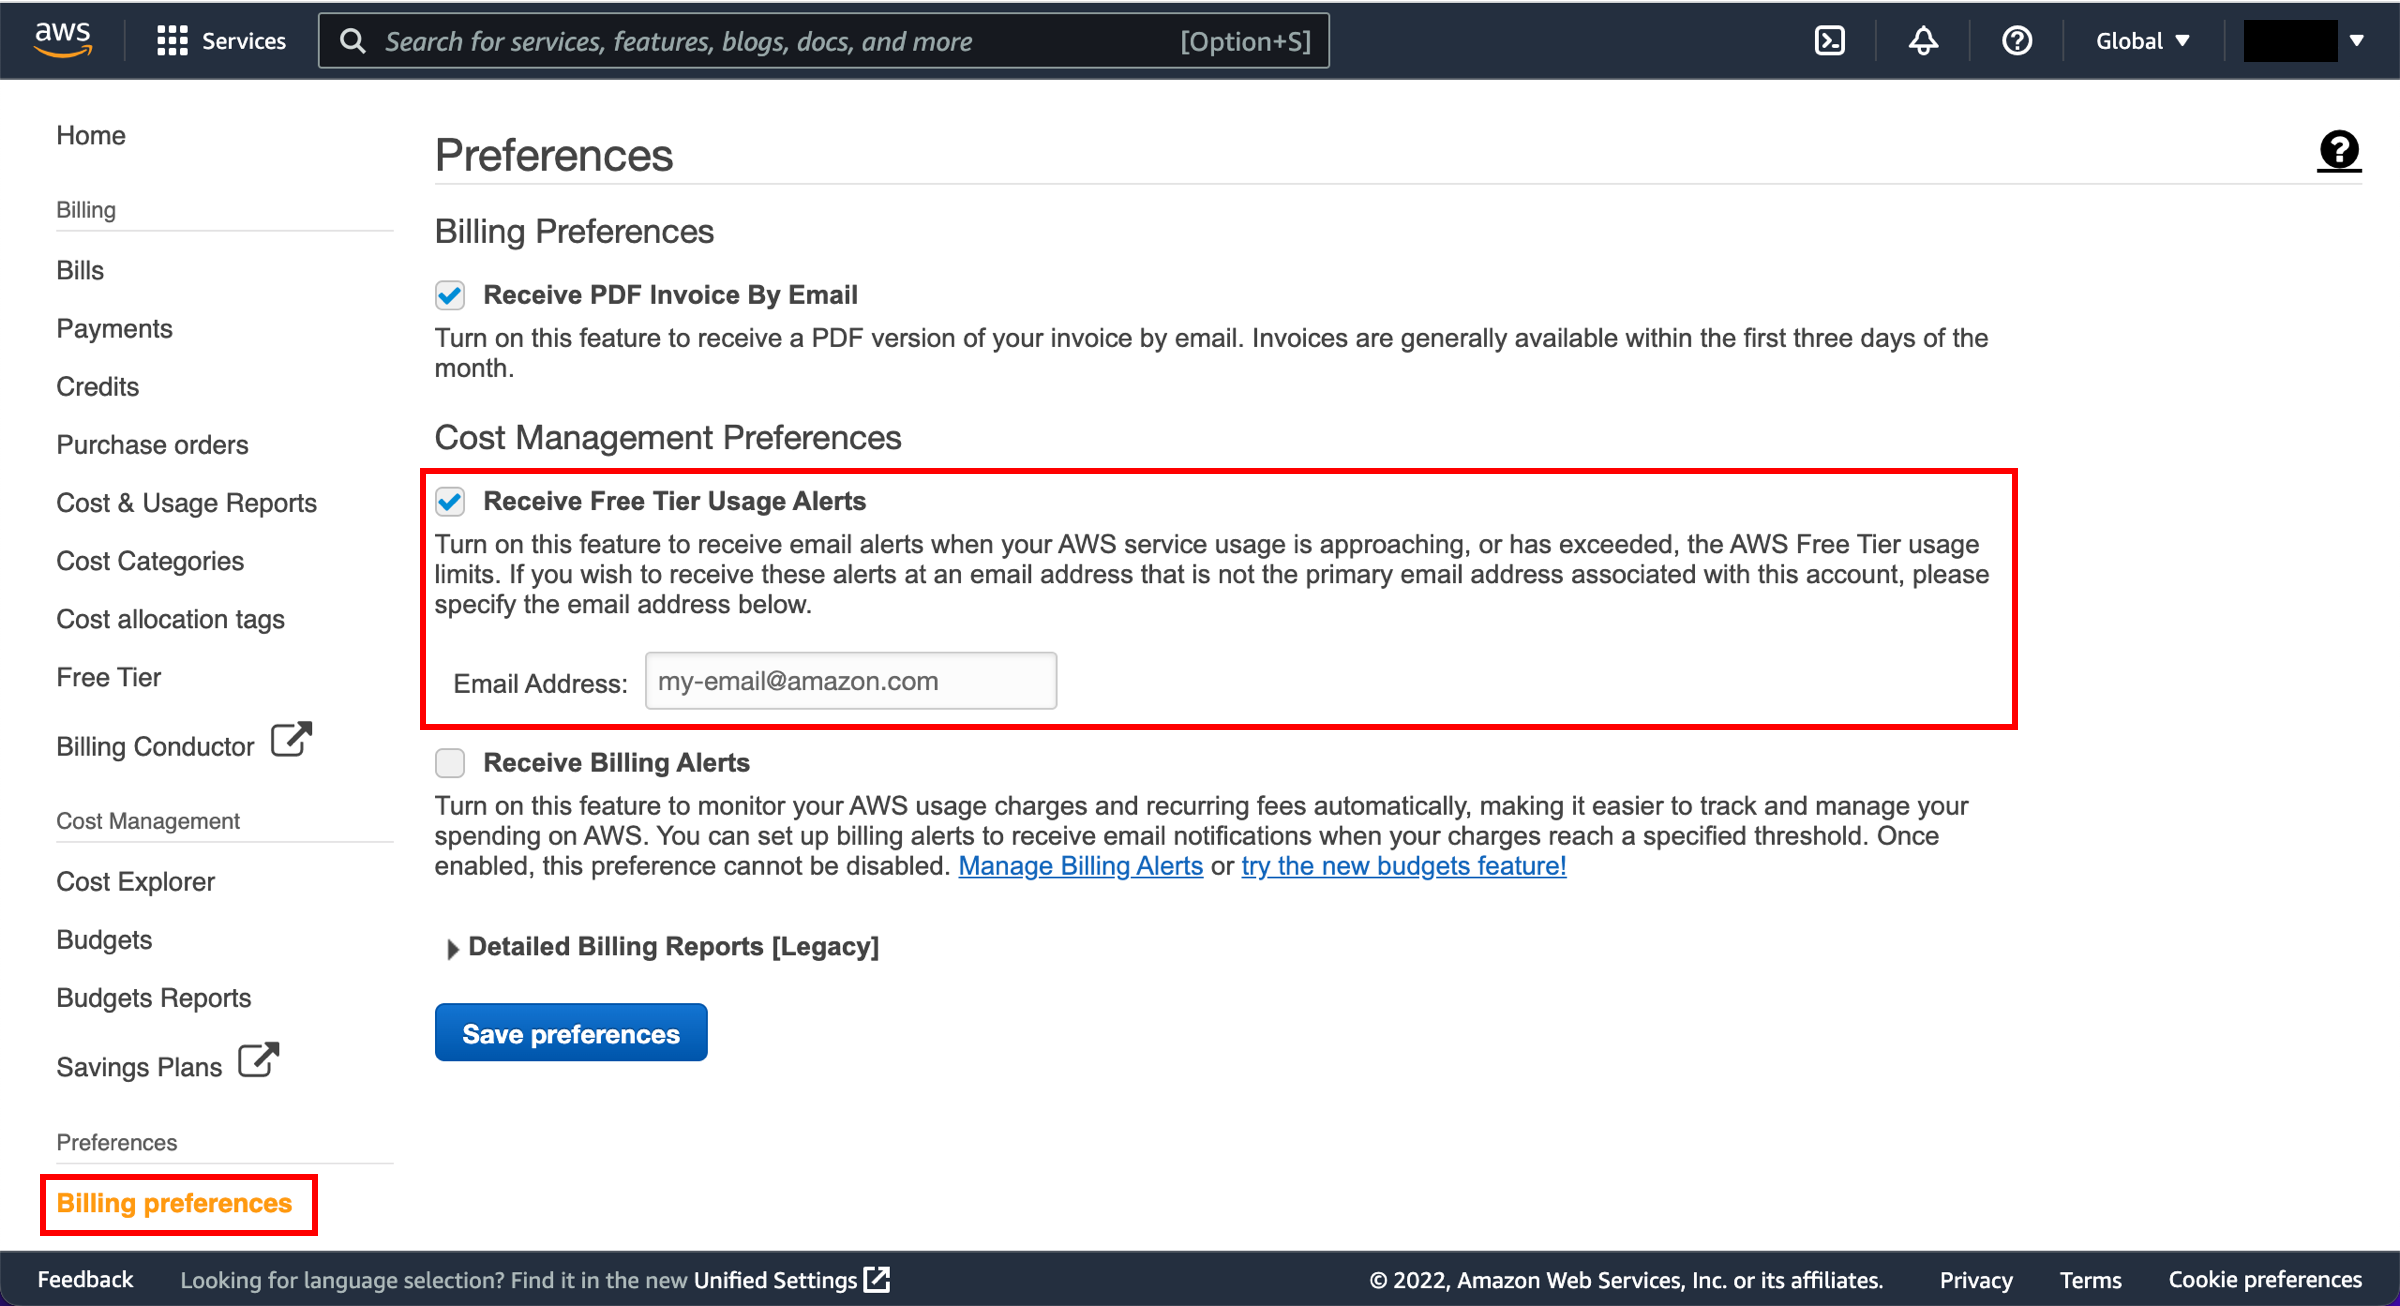 aws
Services
Search for services, features, blogs, docs, and more
[Option+S]
Global
Home
Billing
Bills
Payments
Credits
Purchase orders
Cost & Usage Reports
Cost Categories
Cost allocation tags
Free Tier
Billing Conductor
Cost Management
Cost Explorer
Budgets
Budgets Reports
Savings Plans
Preferences
Billing preferences
Preferences
Billing Preferences
Receive PDF Invoice By Email
Turn on this feature to receive a PDF version of your invoice by email. Invoices are generally available within the first three days of the
month.
Cost Management Preferences
Receive Free Tier Usage Alerts
Turn on this feature to receive email alerts when your AWS service usage is approaching, or has exceeded, the AWS Free Tier usage
limits. If you wish to receive these alerts at an email address that is not the primary email address associated with this account, please
specify the email address below.
Email Address:
my-email@amazon.com
Receive Billing Alerts
Turn on this feature to monitor your AWS usage charges and recurring fees automatically, making it easier to track and manage your
spending on AWS. You can set up billing alerts to receive email notifications when your charges reach a specified threshold. Once
enabled, this preference cannot be disabled. Manage Billing Alerts or try the new budgets feature!
Detailed Billing Reports [Legacy]
Save preferences
Feedback
Looking for language selection? Find it in the new Unified Settings
© 2022, Amazon Web Services, Inc. or its affiliates.
Privacy
Terms
Cookie preferences